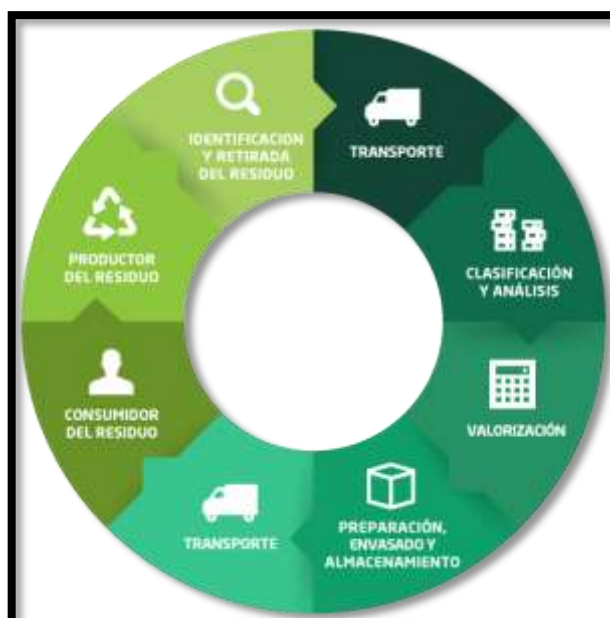 IDENTIFICACION
Y RETIRADA
DEL RESIDUO
TRANSPORTE
CLASIFICACIÓN
Y ANÁLISIS
VALORIZACIÓN
PREPARACIÓN,
ENVASADO Y
ALMACENAMIENTO
TRANSPORTE
CONSUMIDOR
DEL RESIDUO
PRODUCTOR
DEL RESIDUO